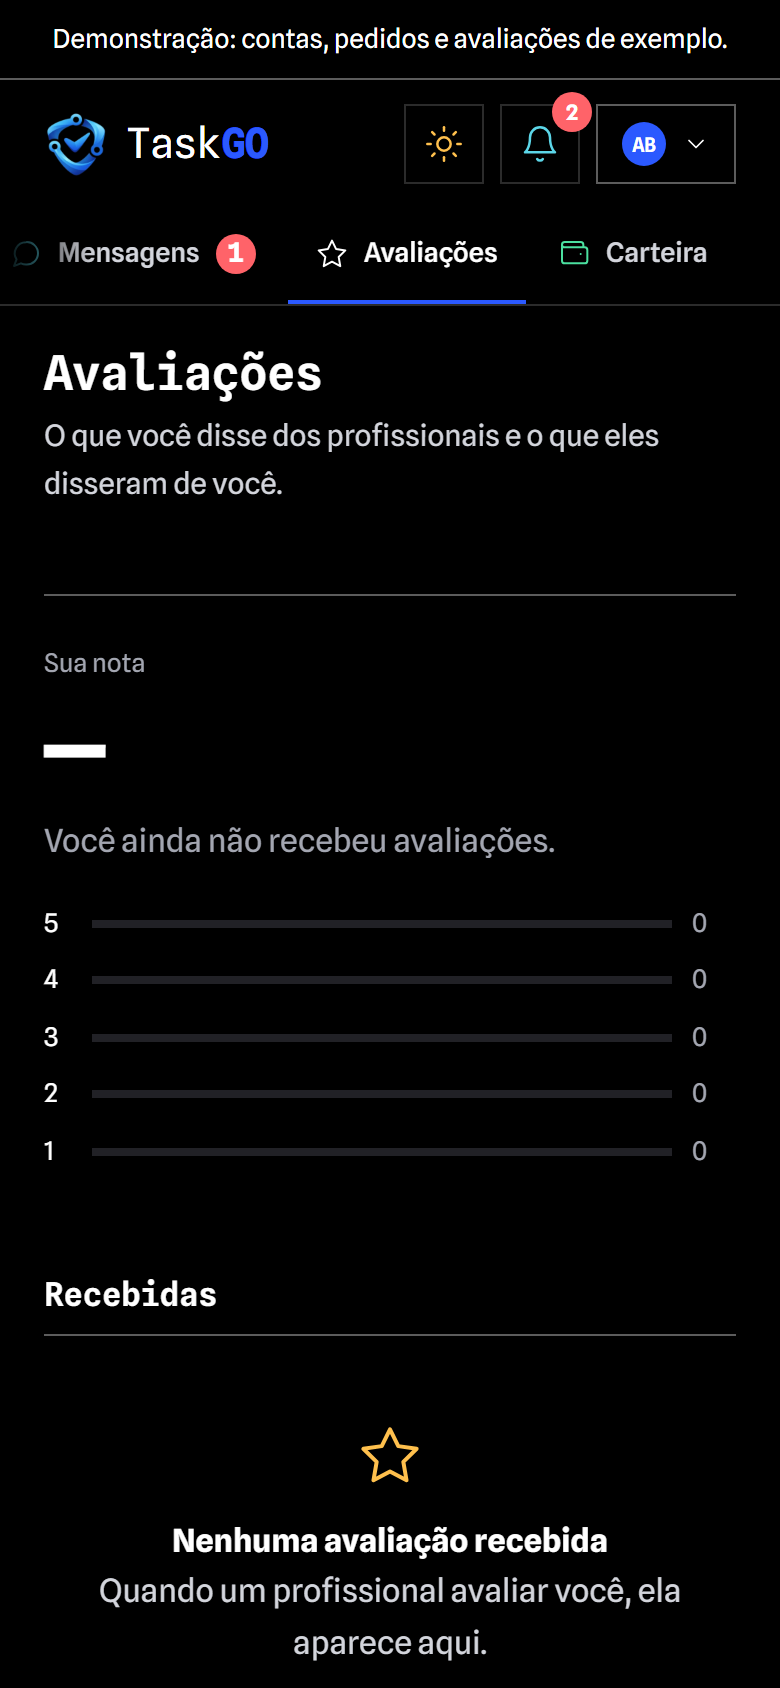 Demonstração: contas, pedidos e avaliações de exemplo.
TaskGO
2
AB
Mensagens 1
Avaliações
Carteira
Avaliações
O que você disse dos profissionais e o que eles
disseram de você.
Sua nota
—
Você ainda não recebeu avaliações.
5 0
4 0
3 0
2 0
1 0
Recebidas
Nenhuma avaliação recebida
Quando um profissional avaliar você, ela
aparece aqui.